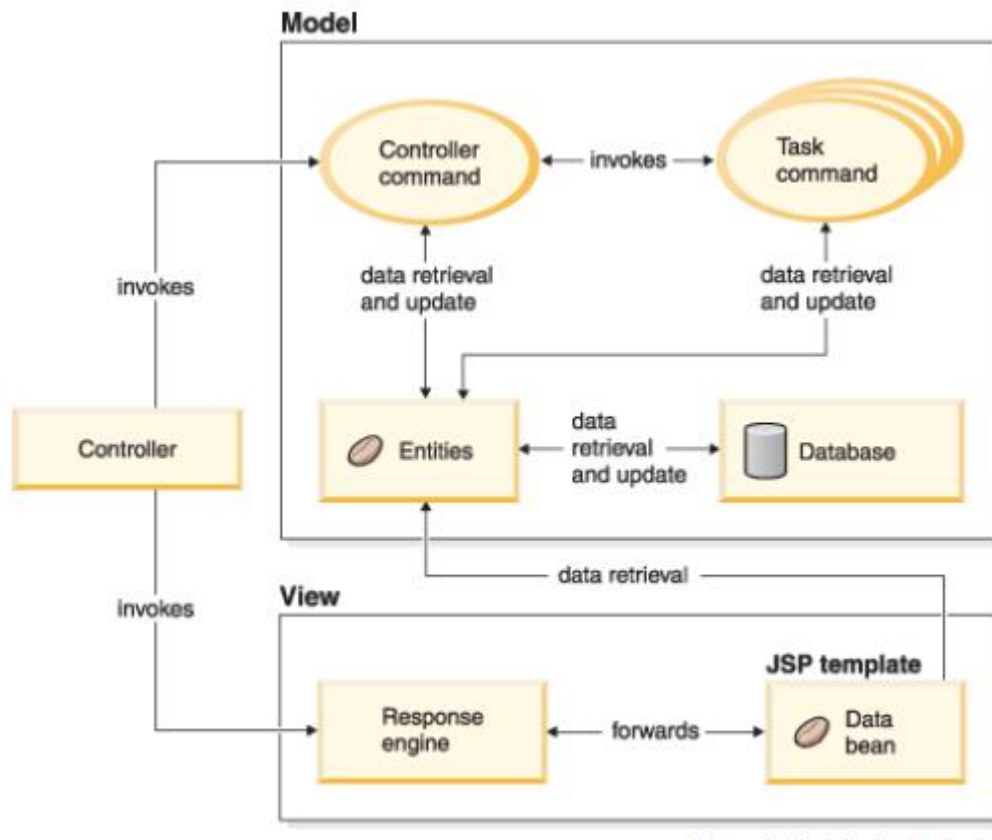 Model
Controller
command
invokes
Task
command
invokes
data retrieval
and update
data retrieval
and update
Controller
Entities
data
retrieval
and update
Database
data retrieval
invokes
View
JSP template
Response
engine
forwards
Data
bean